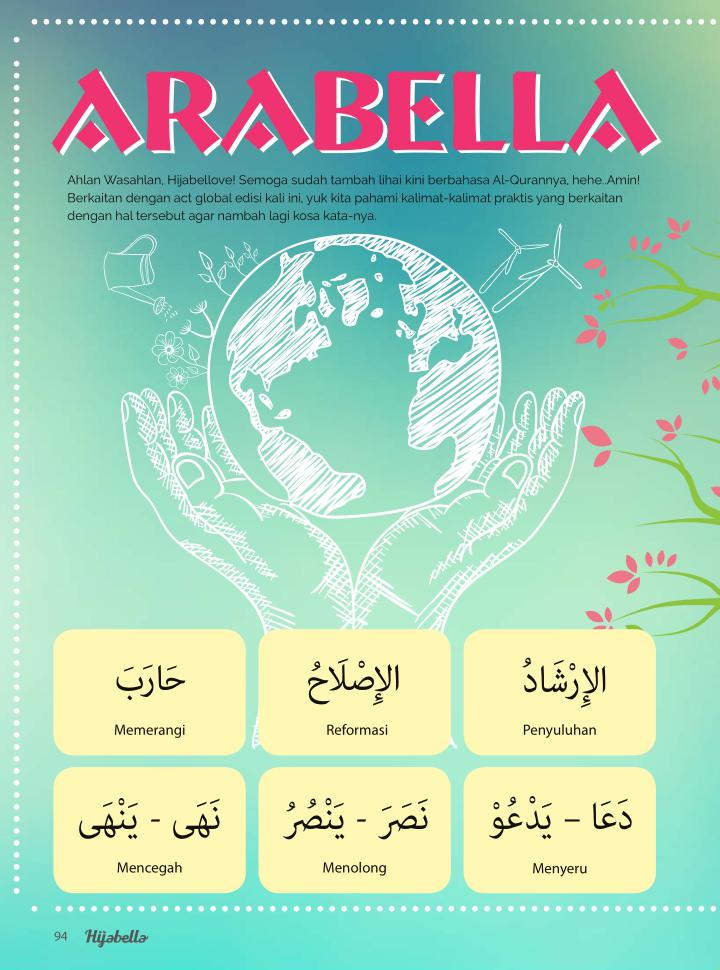 ARABELLA
Ahlan Wasahlan, Hijabellove! Semoga sudah tambah lihai kini berbahasa Al-Qurannya, hehe..Amin!
Berkaitan dengan act global edisi kali ini, yuk kita pahami kalimat-kalimat praktis yang berkaitan
dengan hal tersebut agar nambah lagi kosa kata-nya.
الإِرْشَادُ
Penyuluhan
الإِصْلَاحُ
Reformasi
حَارَبَ
Memerangi
دَعَا – يَدْعُوْ
Menyeru
نَصَرَ - يَنْصُرُ
Menolong
نَهَى - يَنْهَى
Mencegah
94 Hijabella